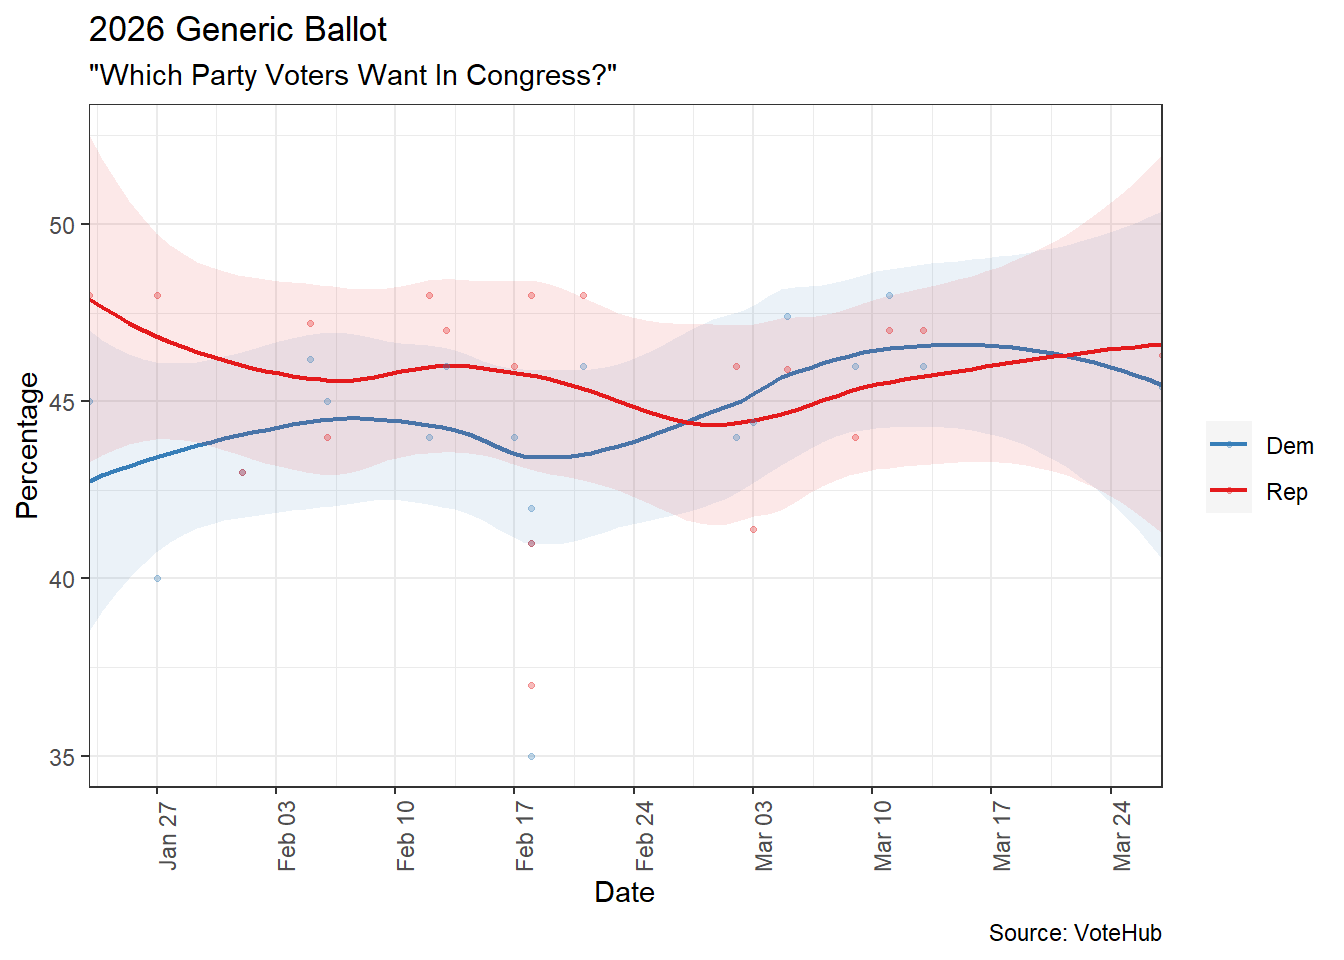 2026 Generic Ballot
"Which Party Voters Want In Congress?"
Percentage
50
45
40
35
Jan 27
Feb 03
Feb 10
Feb 17
Feb 24
Mar 03
Mar 10
Mar 17
Mar 24
Date
Dem
Rep
Source: VoteHub